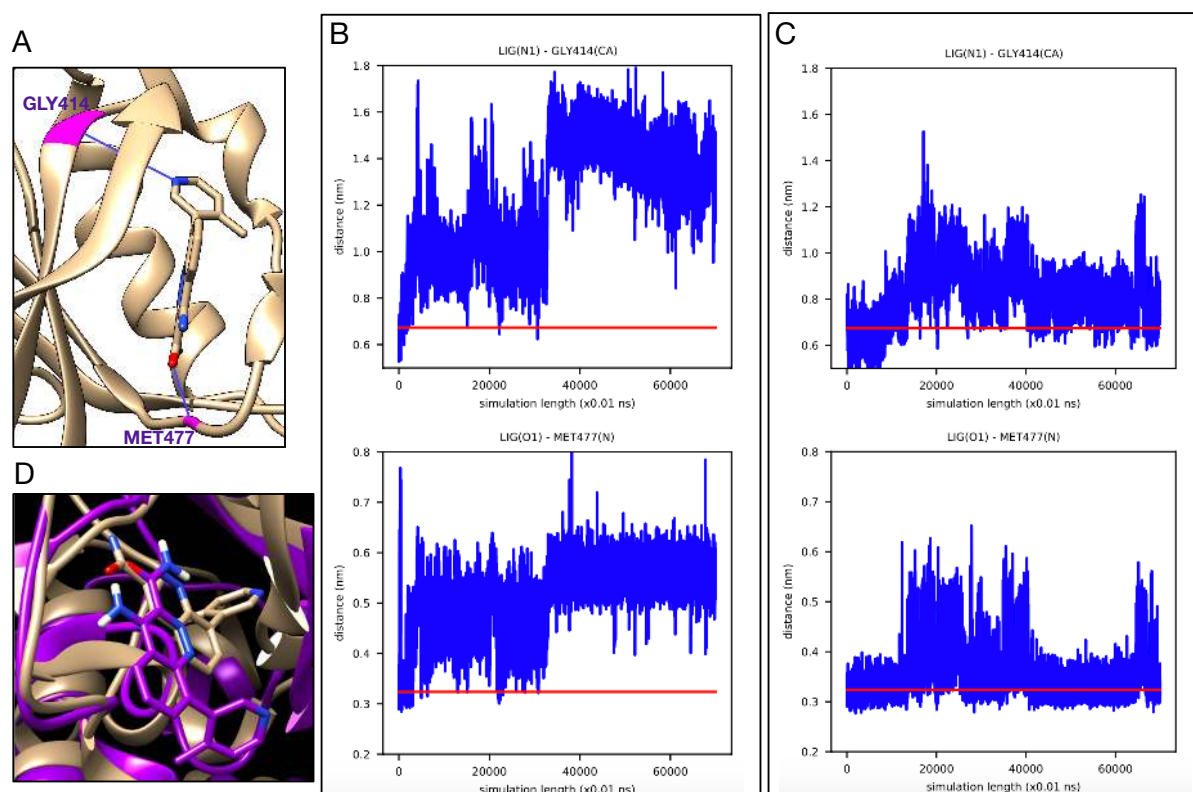 A
GLY414
MET477
B
LIG(N1) - GLY414(CA)
distance (nm)
1.8
1.6
1.4
1.2
1.0
0.8
0.6
0 20000 40000 60000
simulation length (x0.01 ns)
LIG(O1) - MET477(N)
distance (nm)
0.8
0.7
0.6
0.5
0.4
0.3
0.2
0 20000 40000 60000
simulation length (x0.01 ns)
C
LIG(N1) - GLY414(CA)
distance (nm)
1.8
1.6
1.4
1.2
1.0
0.8
0.6
0 20000 40000 60000
simulation length (x0.01 ns)
LIG(O1) - MET477(N)
distance (nm)
0.8
0.7
0.6
0.5
0.4
0.3
0.2
0 20000 40000 60000
simulation length (x0.01 ns)
D